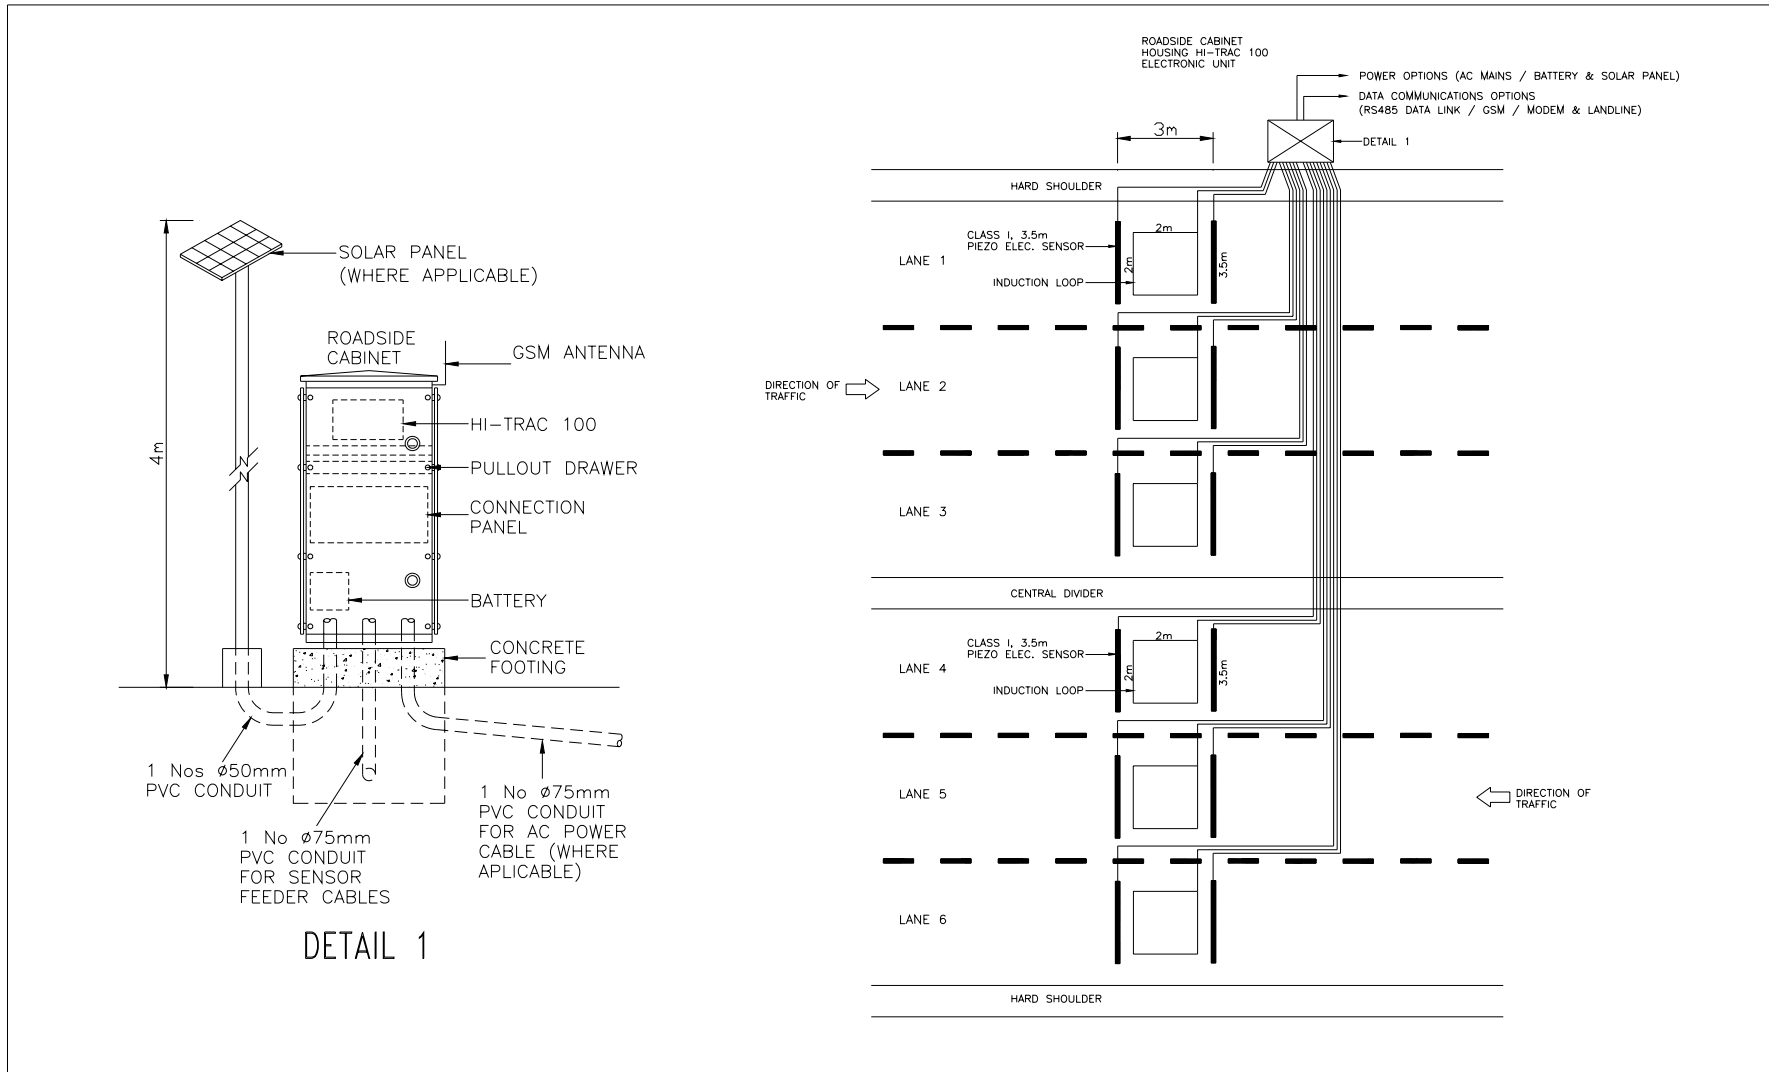 SOLAR PANEL
(WHERE APPLICABLE)
ROADSIDE
CABINET
GSM ANTENNA
HI-TRAC 100
4m
PULLOUT DRAWER
CONNECTION
PANEL
BATTERY
CONCRETE
FOOTING
1 Nos ø50mm
PVC CONDUIT
1 No ø75mm
PVC CONDUIT
FOR SENSOR
FEEDER CABLES
1 No ø75mm
PVC CONDUIT
FOR AC POWER
CABLE (WHERE
APLICABLE)
DETAIL 1
ROADSIDE CABINET
HOUSING HI-TRAC 100
ELECTRONIC UNIT
POWER OPTIONS (AC MAINS / BATTERY & SOLAR PANEL)
DATA COMMUNICATIONS OPTIONS
(RS485 DATA LINK / GSM / MODEM & LANDLINE)
3m
DETAIL 1
HARD SHOULDER
CLASS I, 3.5m
PIEZO ELEC. SENSOR
2m
LANE 1
2m
3.5m
INDUCTION LOOP
DIRECTION OF
TRAFFIC
LANE 2
LANE 3
CENTRAL DIVIDER
CLASS I, 3.5m
PIEZO ELEC. SENSOR
2m
LANE 4
2m
3.5m
INDUCTION LOOP
LANE 5
DIRECTION OF
TRAFFIC
LANE 6
HARD SHOULDER